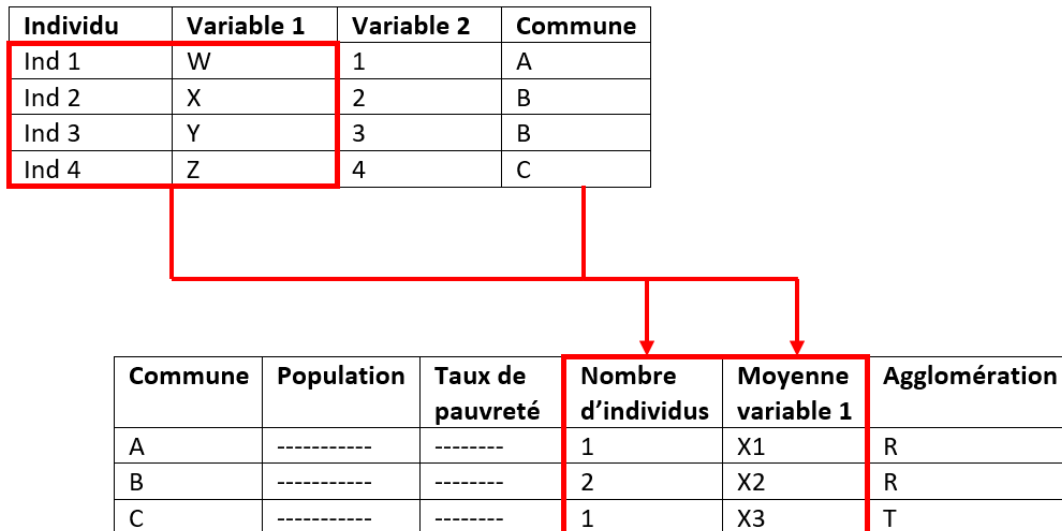 Individu Variable 1 Variable 2 Commune
Ind 1 W 1 A
Ind 2 X 2 B
Ind 3 Y 3 B
Ind 4 Z 4 C
Commune Population Taux de pauvreté Nombre d’individus Moyenne variable 1 Agglomération
A ----------- -------- 1 X1 R
B ----------- -------- 2 X2 R
C ----------- -------- 1 X3 T